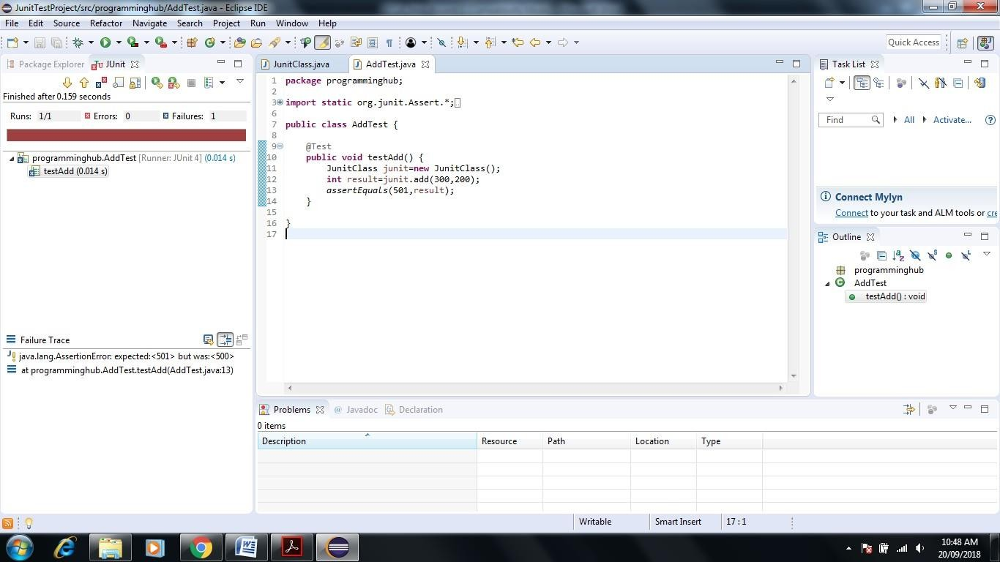 JunitTestProject/src/programminghub/AddTest.java - Eclipse IDE
File Edit Source Refactor Navigate Search Project Run Window Help
Quick Access
Package Explorer JUnit
Finished after 0.159 seconds
Runs: 1/1 Errors: 0 Failures: 1
programminghub.AddTest [Runner: JUnit 4] (0.014 s)
testAdd (0.014 s)
Failure Trace
java.lang.AssertionError: expected:<501> but was:<500>
at programminghub.AddTest.testAdd(AddTest.java:13)
JunitClass.java AddTest.java
1 package programminghub;
2
3 import static org.junit.Assert.*;
6
7 public class AddTest {
8
9 @Test
10 public void testAdd() {
11 JunitClass junit=new JunitClass();
12 int result=junit.add(300,200);
13 assertEquals(501,result);
14 }
15
16 }
17
Task List
Find All Activate...
Connect Mylyn
Connect to your task and ALM tools or cre
Outline
programminghub
AddTest
testAdd() : void
Problems Javadoc Declaration
0 items
Description Resource Path Location Type
Writable Smart Insert 17 : 1
10:48 AM
20/09/2018